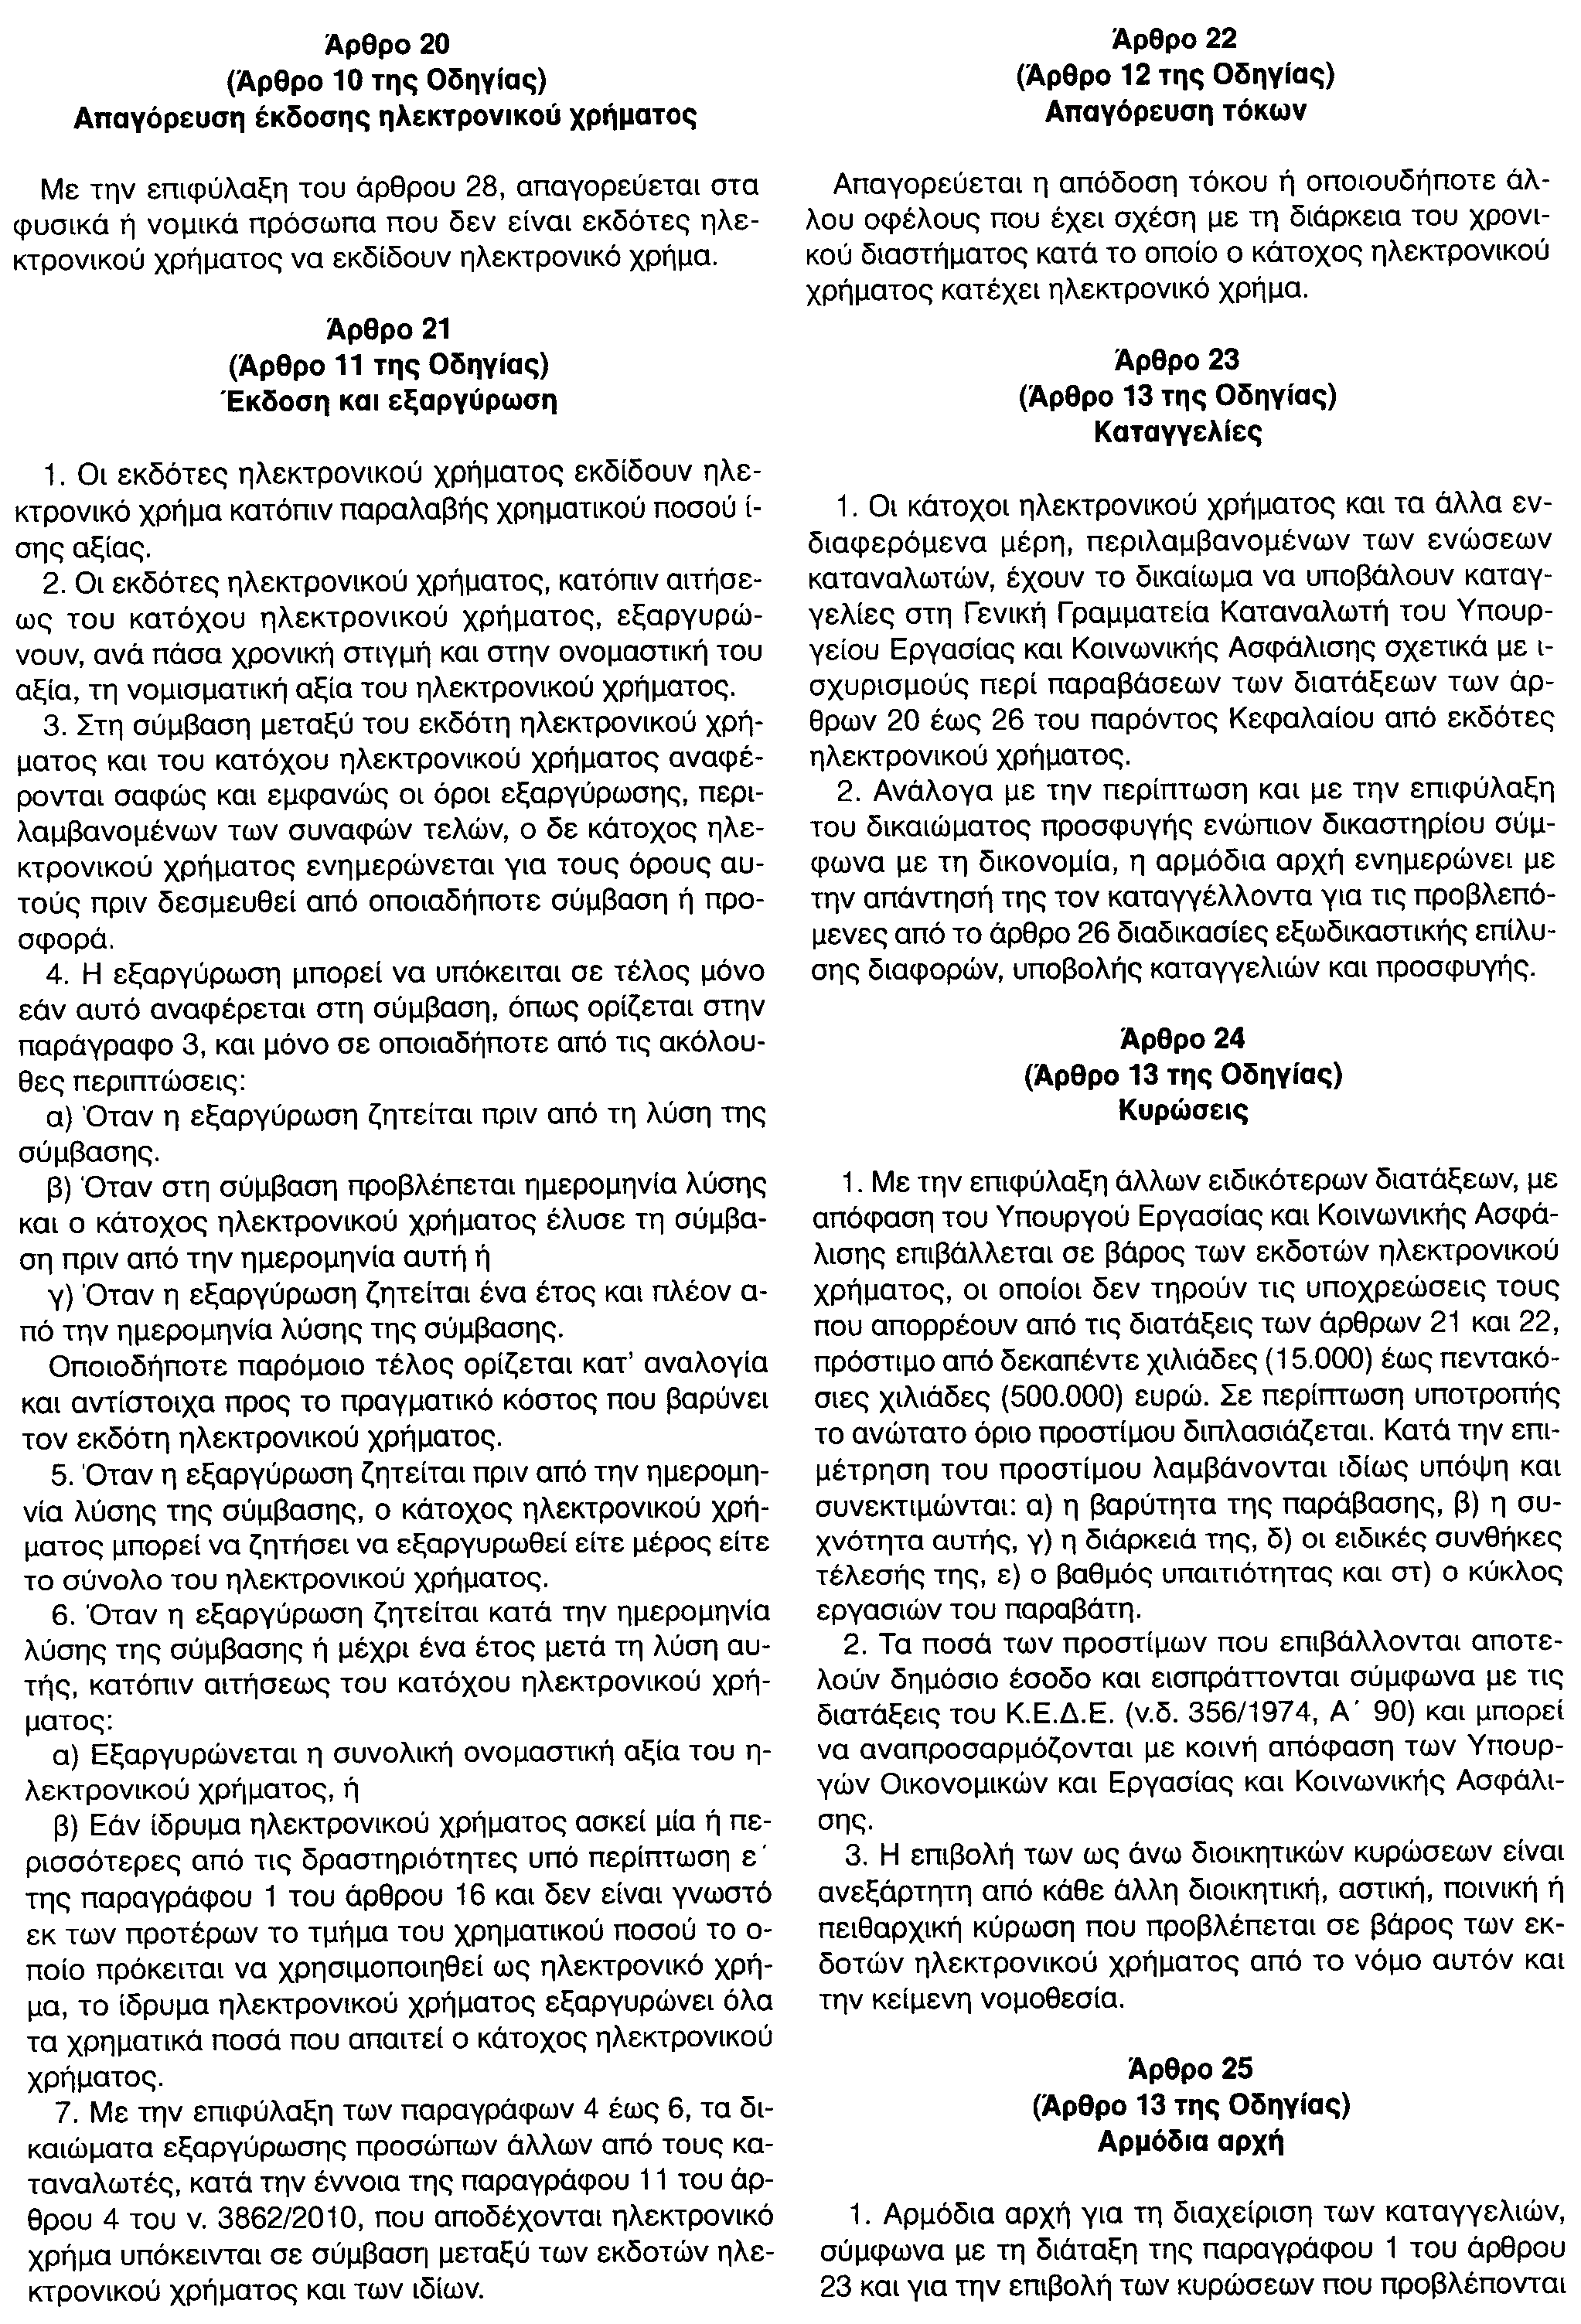 Άρθρο 20
(Άρθρο 10 της Οδηγίας)
Απαγόρευση έκδοσης ηλεκτρονικού χρήματος
Με την επιφύλαξη του άρθρου 28, απαγορεύεται στα
φυσικά ή νομικά πρόσωπα που δεν είναι εκδότες ηλε-
κτρονικού χρήματος να εκδίδουν ηλεκτρονικό χρήμα.
Άρθρο 21
(Άρθρο 11 της Οδηγίας)
Έκδοση και εξαργύρωση
1. Οι εκδότες ηλεκτρονικού χρήματος εκδίδουν ηλε-
κτρονικό χρήμα κατόπιν παραλαβής χρηματικού ποσού ί-
σης αξίας.
2. Οι εκδότες ηλεκτρονικού χρήματος, κατόπιν αιτήσε-
ως του κατόχου ηλεκτρονικού χρήματος, εξαργυρώ-
νουν, ανά πάσα χρονική στιγμή και στην ονομαστική του
αξία, τη νομισματική αξία του ηλεκτρονικού χρήματος.
3. Στη σύμβαση μεταξύ του εκδότη ηλεκτρονικού χρή-
ματος και του κατόχου ηλεκτρονικού χρήματος αναφέ-
ρονται σαφώς και εμφανώς οι όροι εξαργύρωσης, περι-
λαμβανομένων των συναφών τελών, ο δε κάτοχος ηλε-
κτρονικού χρήματος ενημερώνεται για τους όρους αυ-
τούς πριν δεσμευθεί από οποιαδήποτε σύμβαση ή προ-
σφορά.
4. Η εξαργύρωση μπορεί να υπόκειται σε τέλος μόνο
εάν αυτό αναφέρεται στη σύμβαση, όπως ορίζεται στην
παράγραφο 3, και μόνο σε οποιαδήποτε από τις ακόλου-
θες περιπτώσεις:
α) Όταν η εξαργύρωση ζητείται πριν από τη λύση της
σύμβασης.
β) Όταν στη σύμβαση προβλέπεται ημερομηνία λύσης
και ο κάτοχος ηλεκτρονικού χρήματος έλυσε τη σύμβα-
ση πριν από την ημερομηνία αυτή ή
γ) Όταν η εξαργύρωση ζητείται ένα έτος και πλέον α-
πό την ημερομηνία λύσης της σύμβασης.
Οποιοδήποτε παρόμοιο τέλος ορίζεται κατ' αναλογία
και αντίστοιχα προς το πραγματικό κόστος που βαρύνει
τον εκδότη ηλεκτρονικού χρήματος.
5. Όταν η εξαργύρωση ζητείται πριν από την ημερομη-
νία λύσης της σύμβασης, ο κάτοχος ηλεκτρονικού χρή-
ματος μπορεί να ζητήσει να εξαργυρωθεί είτε μέρος είτε
το σύνολο του ηλεκτρονικού χρήματος.
6. Όταν η εξαργύρωση ζητείται κατά την ημερομηνία
λύσης της σύμβασης ή μέχρι ένα έτος μετά τη λύση αυ-
τής, κατόπιν αιτήσεως του κατόχου ηλεκτρονικού χρή-
ματος:
α) Εξαργυρώνεται η συνολική ονομαστική αξία του η-
λεκτρονικού χρήματος, ή
β) Εάν ίδρυμα ηλεκτρονικού χρήματος ασκεί μία ή πε-
ρισσότερες από τις δραστηριότητες υπό περίπτωση ε΄
της παραγράφου 1 του άρθρου 16 και δεν είναι γνωστό
εκ των προτέρων το τμήμα του χρηματικού ποσού το ο-
ποίο πρόκειται να χρησιμοποιηθεί ως ηλεκτρονικό χρή-
μα, το ίδρυμα ηλεκτρονικού χρήματος εξαργυρώνει όλα
τα χρηματικά ποσά που απαιτεί ο κάτοχος ηλεκτρονικού
χρήματος.
7. Με την επιφύλαξη των παραγράφων 4 έως 6, τα δι-
καιώματα εξαργύρωσης προσώπων άλλων από τους κα-
ταναλωτές, κατά την έννοια της παραγράφου 11 του άρ-
θρου 4 του ν. 3862/2010, που αποδέχονται ηλεκτρονικό
χρήμα υπόκεινται σε σύμβαση μεταξύ των εκδοτών ηλε-
κτρονικού χρήματος και των ιδίων.
Άρθρο 22
(Άρθρο 12 της Οδηγίας)
Απαγόρευση τόκων
Απαγορεύεται η απόδοση τόκου ή οποιουδήποτε άλ-
λου οφέλους που έχει σχέση με τη διάρκεια του χρονι-
κού διαστήματος κατά το οποίο ο κάτοχος ηλεκτρονικού
χρήματος κατέχει ηλεκτρονικό χρήμα.
Άρθρο 23
(Άρθρο 13 της Οδηγίας)
Καταγγελίες
1. Οι κάτοχοι ηλεκτρονικού χρήματος και τα άλλα εν-
διαφερόμενα μέρη, περιλαμβανομένων των ενώσεων
καταναλωτών, έχουν το δικαίωμα να υποβάλουν καταγ-
γελίες στη Γενική Γραμματεία Καταναλωτή του Υπουρ-
γείου Εργασίας και Κοινωνικής Ασφάλισης σχετικά με ι-
σχυρισμούς περί παραβάσεων των διατάξεων των άρ-
θρων 20 έως 26 του παρόντος Κεφαλαίου από εκδότες
ηλεκτρονικού χρήματος.
2. Ανάλογα με την περίπτωση και με την επιφύλαξη
του δικαιώματος προσφυγής ενώπιον δικαστηρίου σύμ-
φωνα με τη δικονομία, η αρμόδια αρχή ενημερώνει με
την απάντησή της τον καταγγέλλοντα για τις προβλεπό-
μενες από το άρθρο 26 διαδικασίες εξωδικαστικής επίλυ-
σης διαφορών, υποβολής καταγγελιών και προσφυγής.
Άρθρο 24
(Άρθρο 13 της Οδηγίας)
Κυρώσεις
1. Με την επιφύλαξη άλλων ειδικότερων διατάξεων, με
απόφαση του Υπουργού Εργασίας και Κοινωνικής Ασφά-
λισης επιβάλλεται σε βάρος των εκδοτών ηλεκτρονικού
χρήματος, οι οποίοι δεν τηρούν τις υποχρεώσεις τους
που απορρέουν από τις διατάξεις των άρθρων 21 και 22,
πρόστιμο από δεκαπέντε χιλιάδες (15.000) έως πεντακό-
σιες χιλιάδες (500.000) ευρώ. Σε περίπτωση υποτροπής
το ανώτατο όριο προστίμου διπλασιάζεται. Κατά την επι-
μέτρηση του προστίμου λαμβάνονται ιδίως υπόψη και
συνεκτιμώνται: α) η βαρύτητα της παράβασης, β) η συ-
χνότητα αυτής, γ) η διάρκειά της, δ) οι ειδικές συνθήκες
τέλεσής της, ε) ο βαθμός υπαιτιότητας και στ) ο κύκλος
εργασιών του παραβάτη.
2. Τα ποσά των προστίμων που επιβάλλονται αποτε-
λούν δημόσιο έσοδο και εισπράττονται σύμφωνα με τις
διατάξεις του Κ.Ε.Δ.Ε. (ν.δ. 356/1974, Α΄ 90) και μπορεί
να αναπροσαρμόζονται με κοινή απόφαση των Υπουρ-
γών Οικονομικών και Εργασίας και Κοινωνικής Ασφάλι-
σης.
3. Η επιβολή των ως άνω διοικητικών κυρώσεων είναι
ανεξάρτητη από κάθε άλλη διοικητική, αστική, ποινική ή
πειθαρχική κύρωση που προβλέπεται σε βάρος των εκ-
δοτών ηλεκτρονικού χρήματος από το νόμο αυτόν και
την κείμενη νομοθεσία.
Άρθρο 25
(Άρθρο 13 της Οδηγίας)
Αρμόδια αρχή
1. Αρμόδια αρχή για τη διαχείριση των καταγγελιών,
σύμφωνα με τη διάταξη της παραγράφου 1 του άρθρου
23 και για την επιβολή των κυρώσεων που προβλέπονται